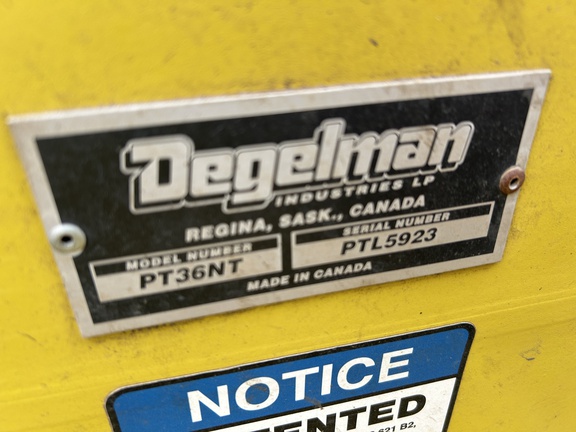 Degelman
INDUSTRIES LP
REGINA, SASK., CANADA
MODEL NUMBER
PT36NT
SERIAL NUMBER
PTL5923
MADE IN CANADA
NOTICE